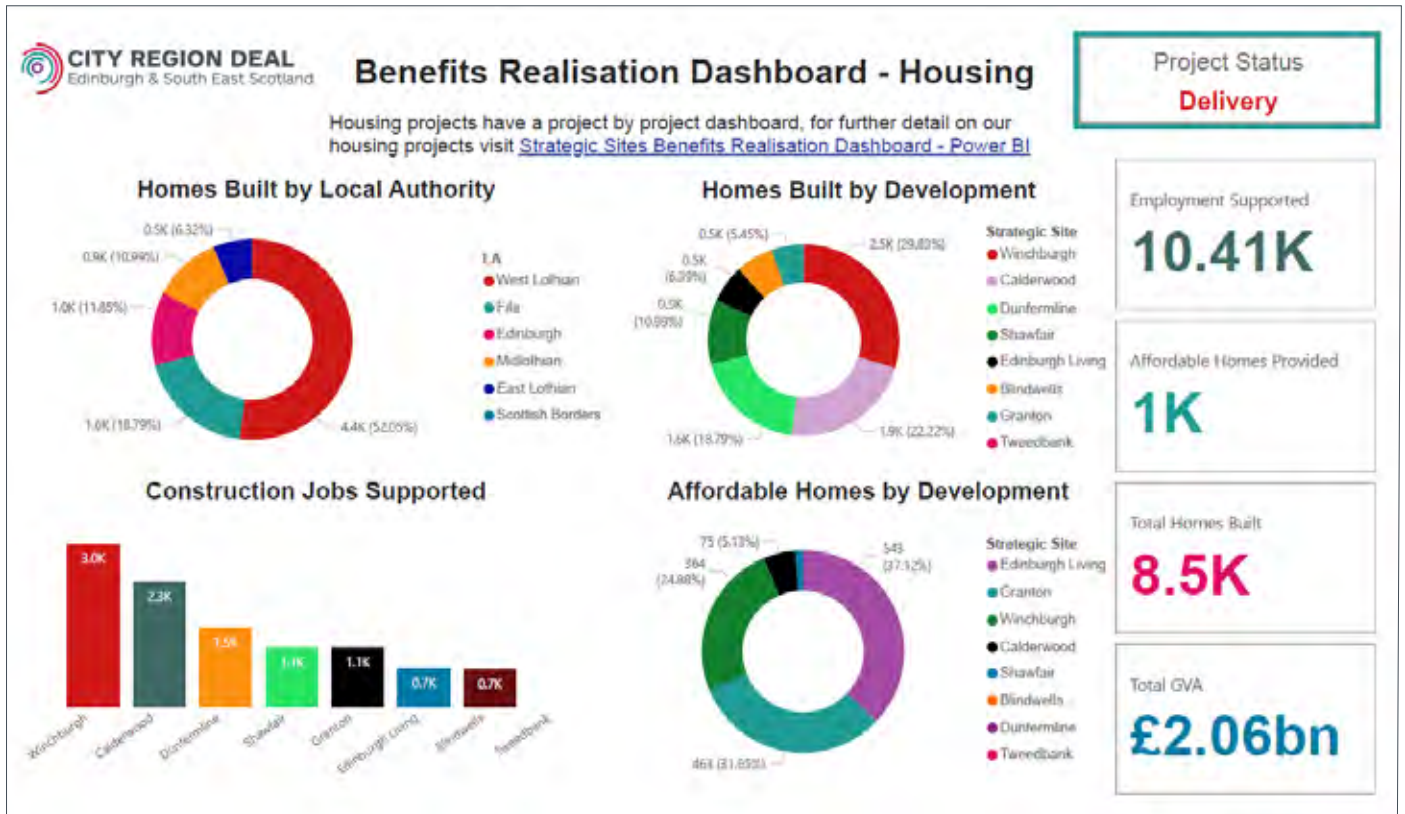 CITY REGION DEAL
Edinburgh & South East Scotland
Benefits Realisation Dashboard - Housing
Project Status
Delivery
Housing projects have a project by project dashboard, for further detail on our
housing projects visit Strategic Sites Benefits Realisation Dashboard - Power BI
Homes Built by Local Authority
0.5K (6.32%)
0.9K (10.99%)
1.0K (11.85%)
1.6K (18.79%)
4.4K (52.05%)
LA
West Lothian
Fife
Edinburgh
Midlothian
East Lothian
Scottish Borders
Homes Built by Development
0.5K (5.45%)
0.5K
(6.39%)
0.9K
(10.99%)
1.6K (18.79%)
1.9K (22.22%)
2.5K (29.83%)
Strategic Site
Winchburgh
Calderwood
Dunfermline
Shawfair
Edinburgh Living
Blindwells
Granton
Tweedbank
Employment Supported
10.41K
Affordable Homes Provided
1K
Total Homes Built
8.5K
Total GVA
£2.06bn
Construction Jobs Supported
3.0K
2.3K
1.5K
1.1K
1.1K
0.7K
0.7K
Winchburgh
Calderwood
Dunfermline
Shawfair
Granton
Edinburgh Living
Blindwells
Tweedbank
Affordable Homes by Development
75 (5.13%)
364
(24.88%)
463 (31.65%)
543
(37.12%)
Strategic Site
Edinburgh Living
Granton
Winchburgh
Calderwood
Shawfair
Blindwells
Dunfermline
Tweedbank